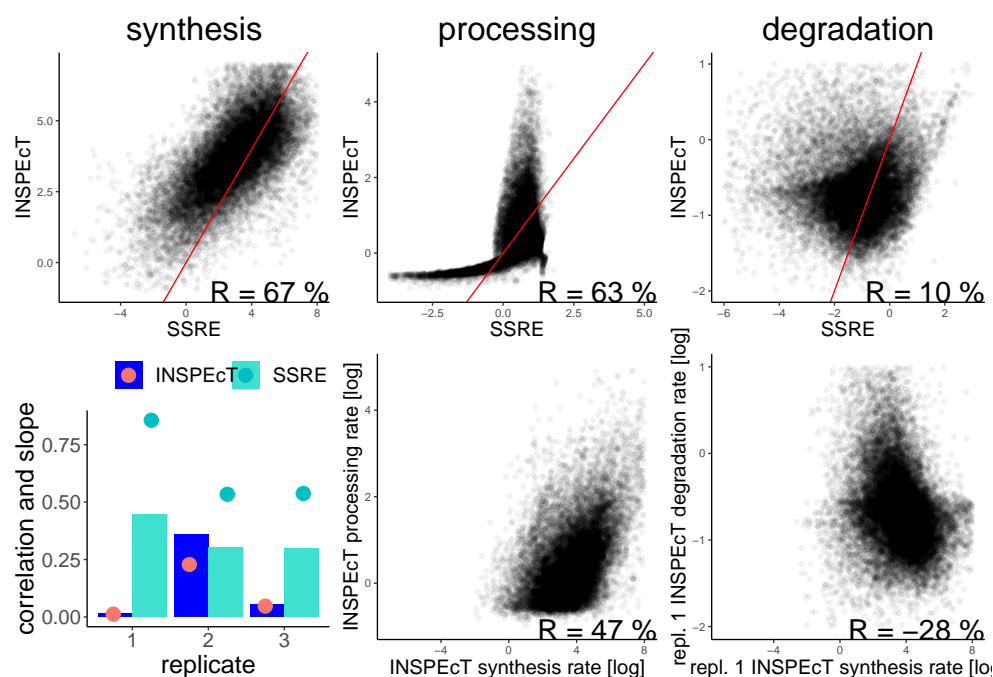 synthesis
processing
degradation
INSPEcT
5.0
2.5
0.0
−4
0
4
8
SSRE
R = 67 %
INSPEcT
4
2
0
−2.5
0.0
2.5
5.0
SSRE
R = 63 %
INSPEcT
1
0
−1
−2
−6
−4
−2
0
2
SSRE
R = 10 %
INSPEcT
SSRE
correlation and slope
0.75
0.50
0.25
0.00
1
2
3
replicate
INSPEcT processing rate [log]
4
2
0
−4
0
4
8
INSPEcT synthesis rate [log]
R = 47 %
repl. 1 INSPEcT degradation rate [log]
1
0
−1
−2
−4
0
4
8
repl. 1 INSPEcT synthesis rate [log
R = −28 %